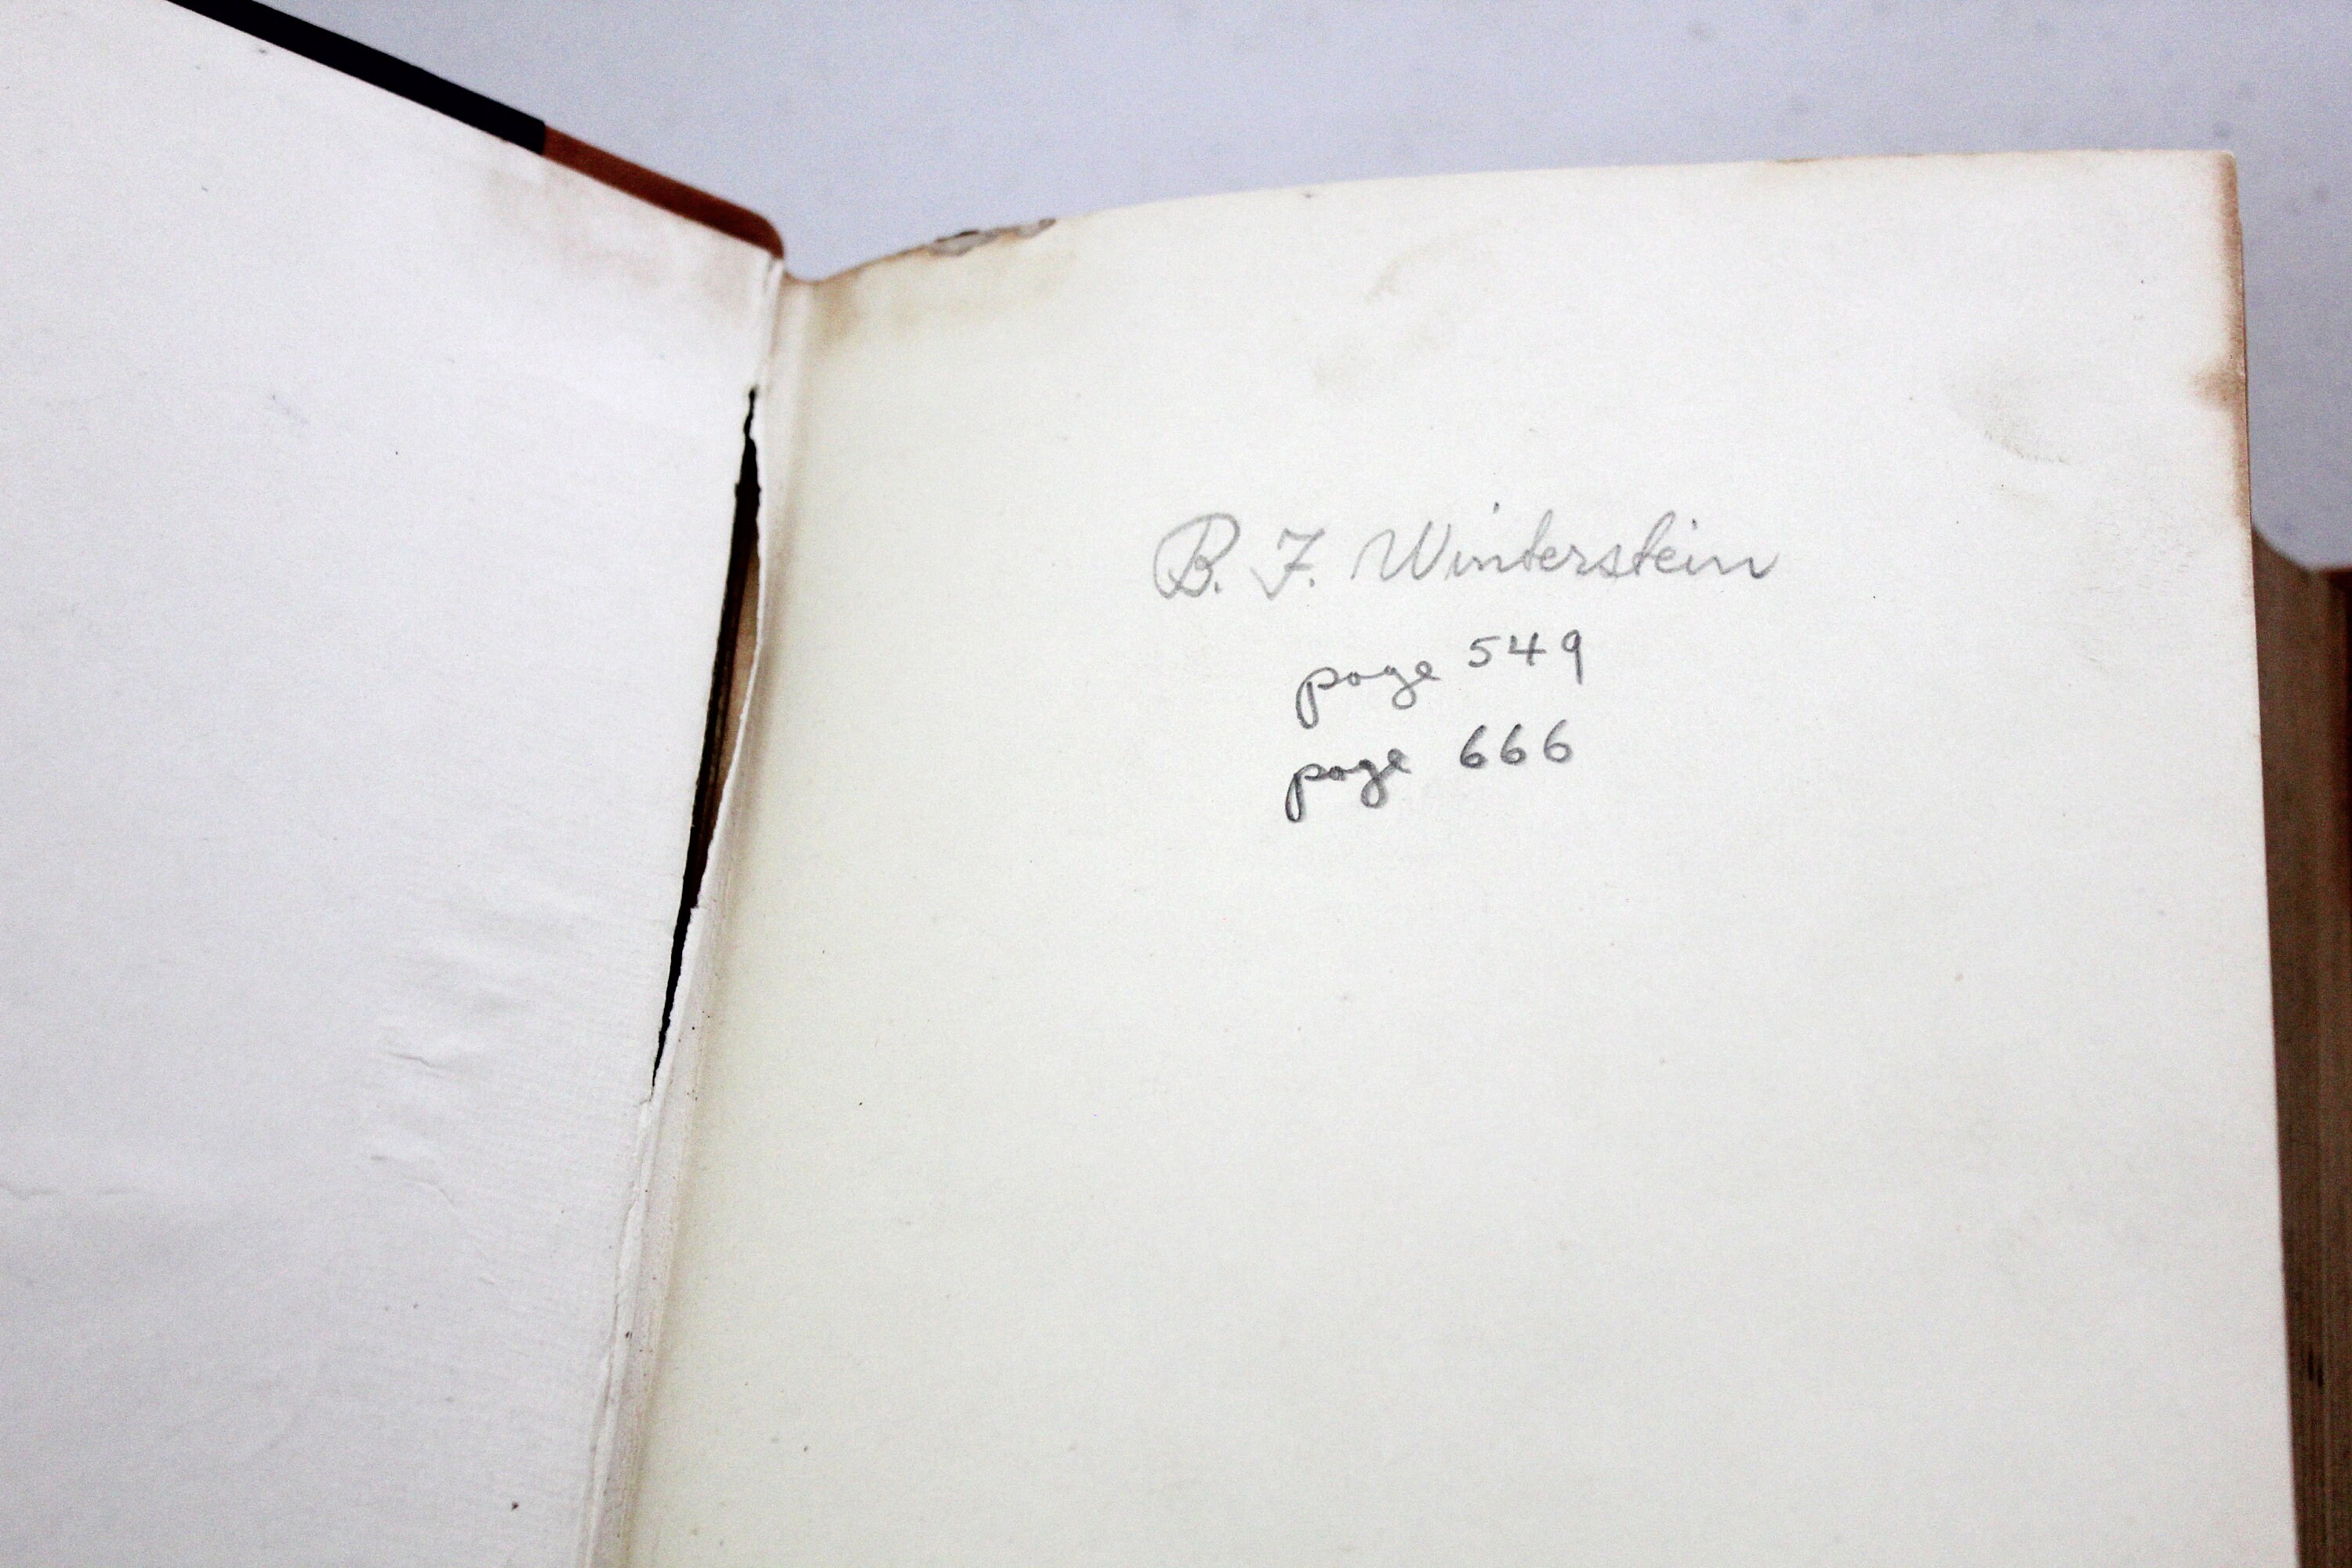 B. F. Winterstein
page 549
page 666